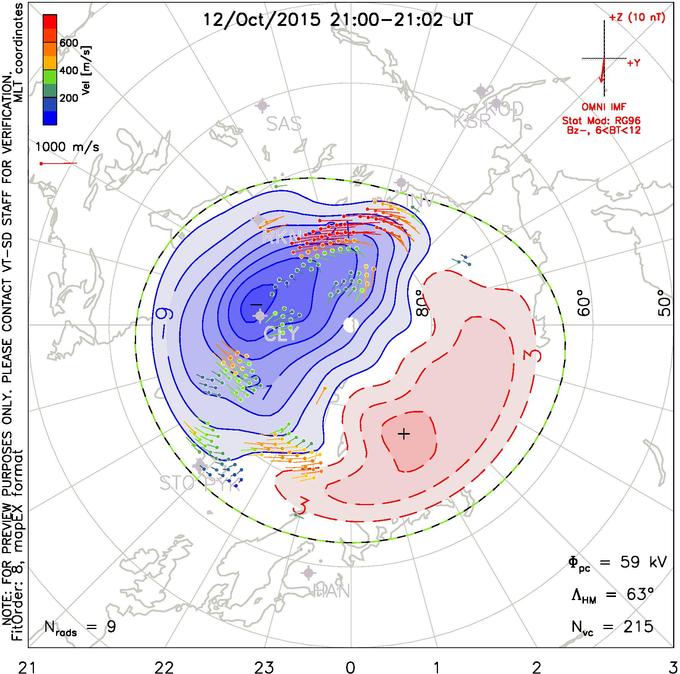 12/Oct/2015 21:00-21:02 UT
MLT coordinates
600
400
200
Vel [m/s]
1000 m/s
+Z (10 nT)
+Y
OMNI IMF
Stat Mod: RG96
Bz-, 6<BT<12
KOD
KSR
SAS
INV
CLY
80°
60°
50°
-9
-21
3
3
STO
PYK
HAN
NOTE: FOR PREVIEW PURPOSES ONLY. PLEASE CONTACT VT-SD STAFF FOR VERIFICATION.
FitOrder: 8, mapEX format
Nrads = 9
Φpc = 59 kV
ΛHM = 63°
Nvc = 215
21 22 23 0 1 2 3